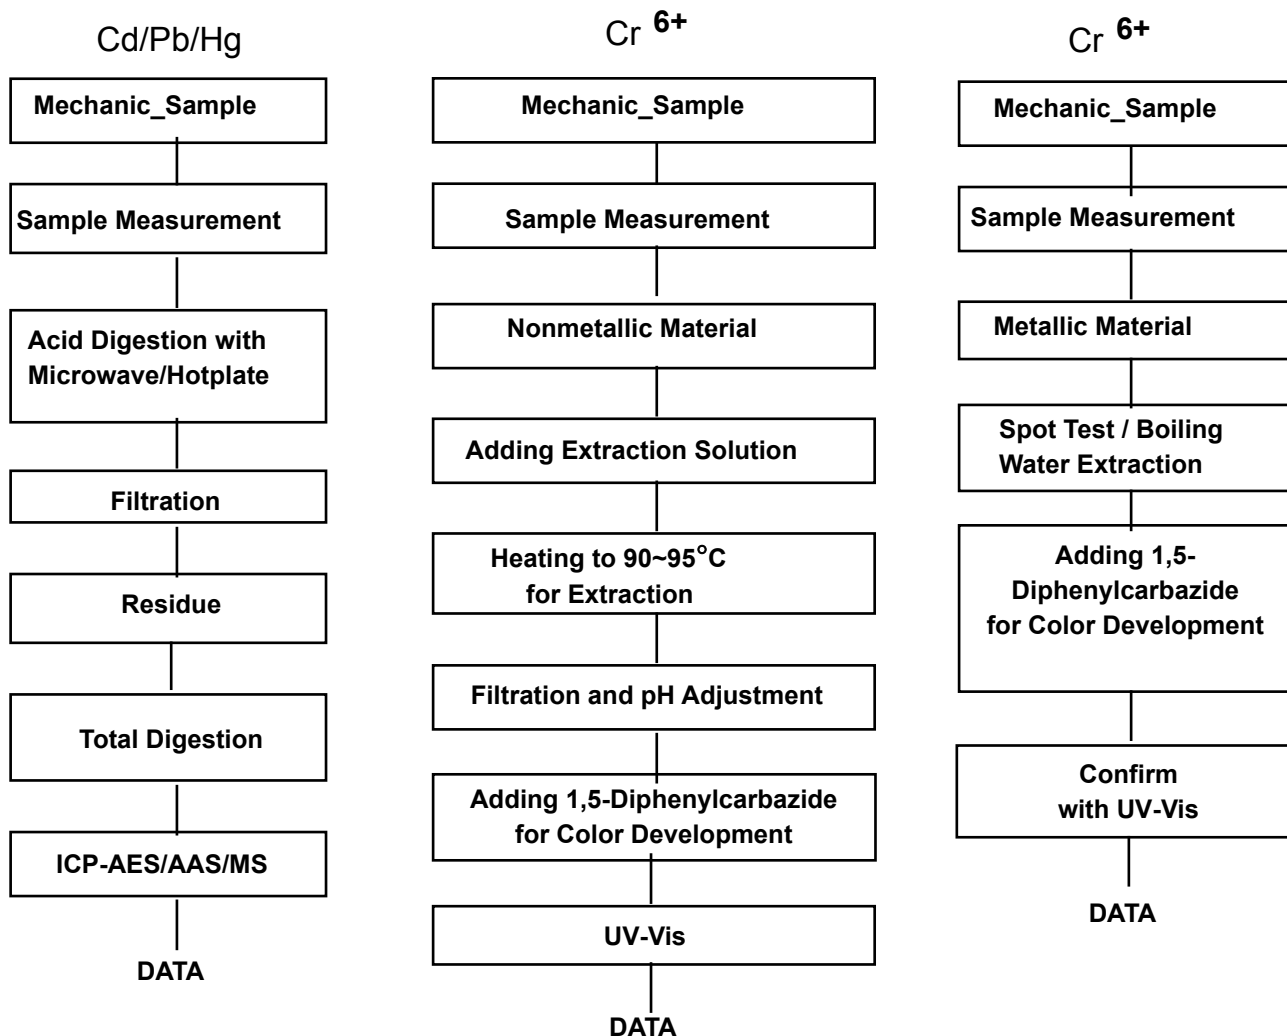 Cd/Pb/Hg
Mechanic_Sample
Sample Measurement
Acid Digestion with
Microwave/Hotplate
Filtration
Residue
Total Digestion
ICP-AES/AAS/MS
DATA
Cr 6+
Mechanic_Sample
Sample Measurement
Nonmetallic Material
Adding Extraction Solution
Heating to 90~95°C
for Extraction
Filtration and pH Adjustment
Adding 1,5-Diphenylcarbazide
for Color Development
UV-Vis
DATA
Cr 6+
Mechanic_Sample
Sample Measurement
Metallic Material
Spot Test / Boiling
Water Extraction
Adding 1,5-
Diphenylcarbazide
for Color Development
Confirm
with UV-Vis
DATA